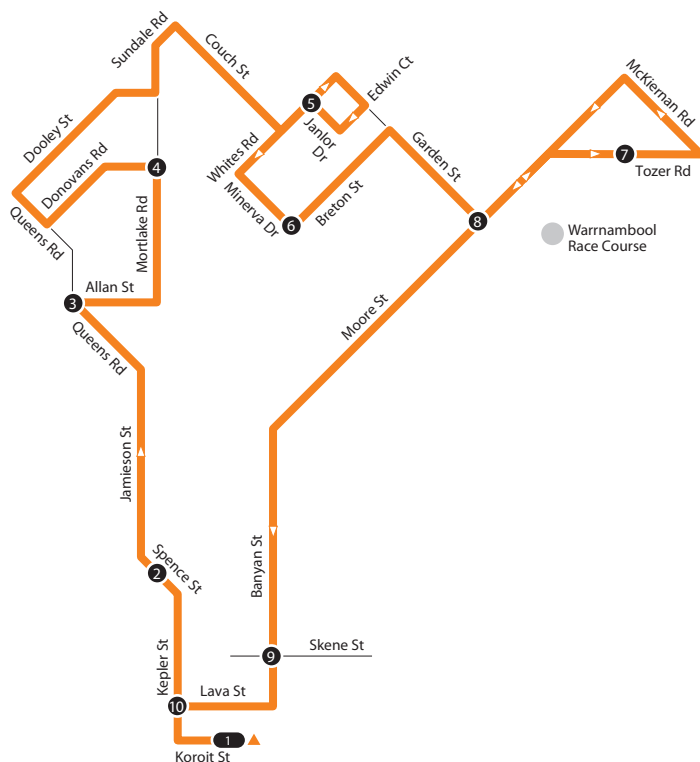 Sundale Rd
Couch St
McKiernan Rd
Edwin Ct
5
Dooley St
Janlor
Dr
Whites Rd
Garden St
Donovans Rd
4
7
Tozer Rd
Minerva Dr
Breton St
Queens Rd
Mortlake Rd
6
8
Warrnambool
Race Course
Allan St
3
Moore St
Queens Rd
Jamieson St
Spence St
2
Banyan St
Skene St
9
Kepler St
Lava St
10
1
Koroit St